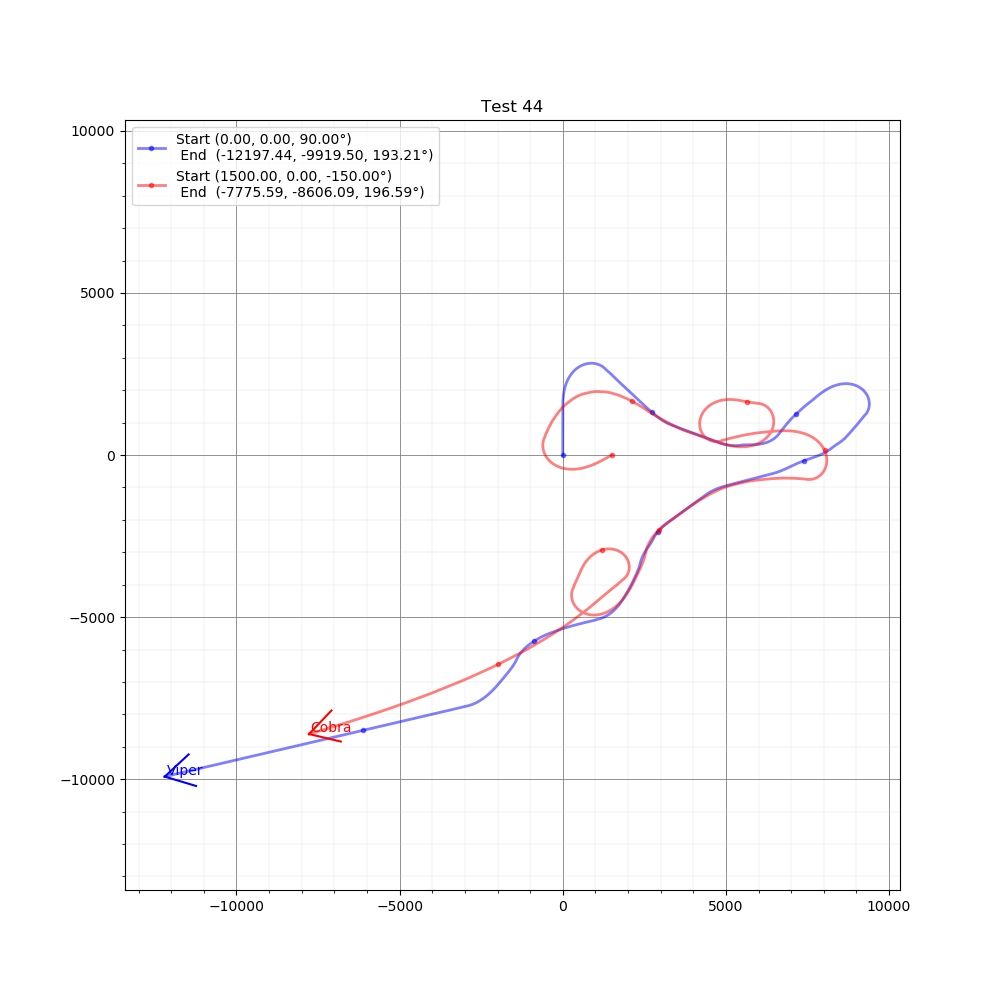 Test 44
Start (0.00, 0.00, 90.00°)
End (-12197.44, -9919.50, 193.21°)
Start (1500.00, 0.00, -150.00°)
End (-7775.59, -8606.09, 196.59°)
10000
5000
0
−5000
−10000
Cobra
Viper
−10000
−5000
0
5000
10000